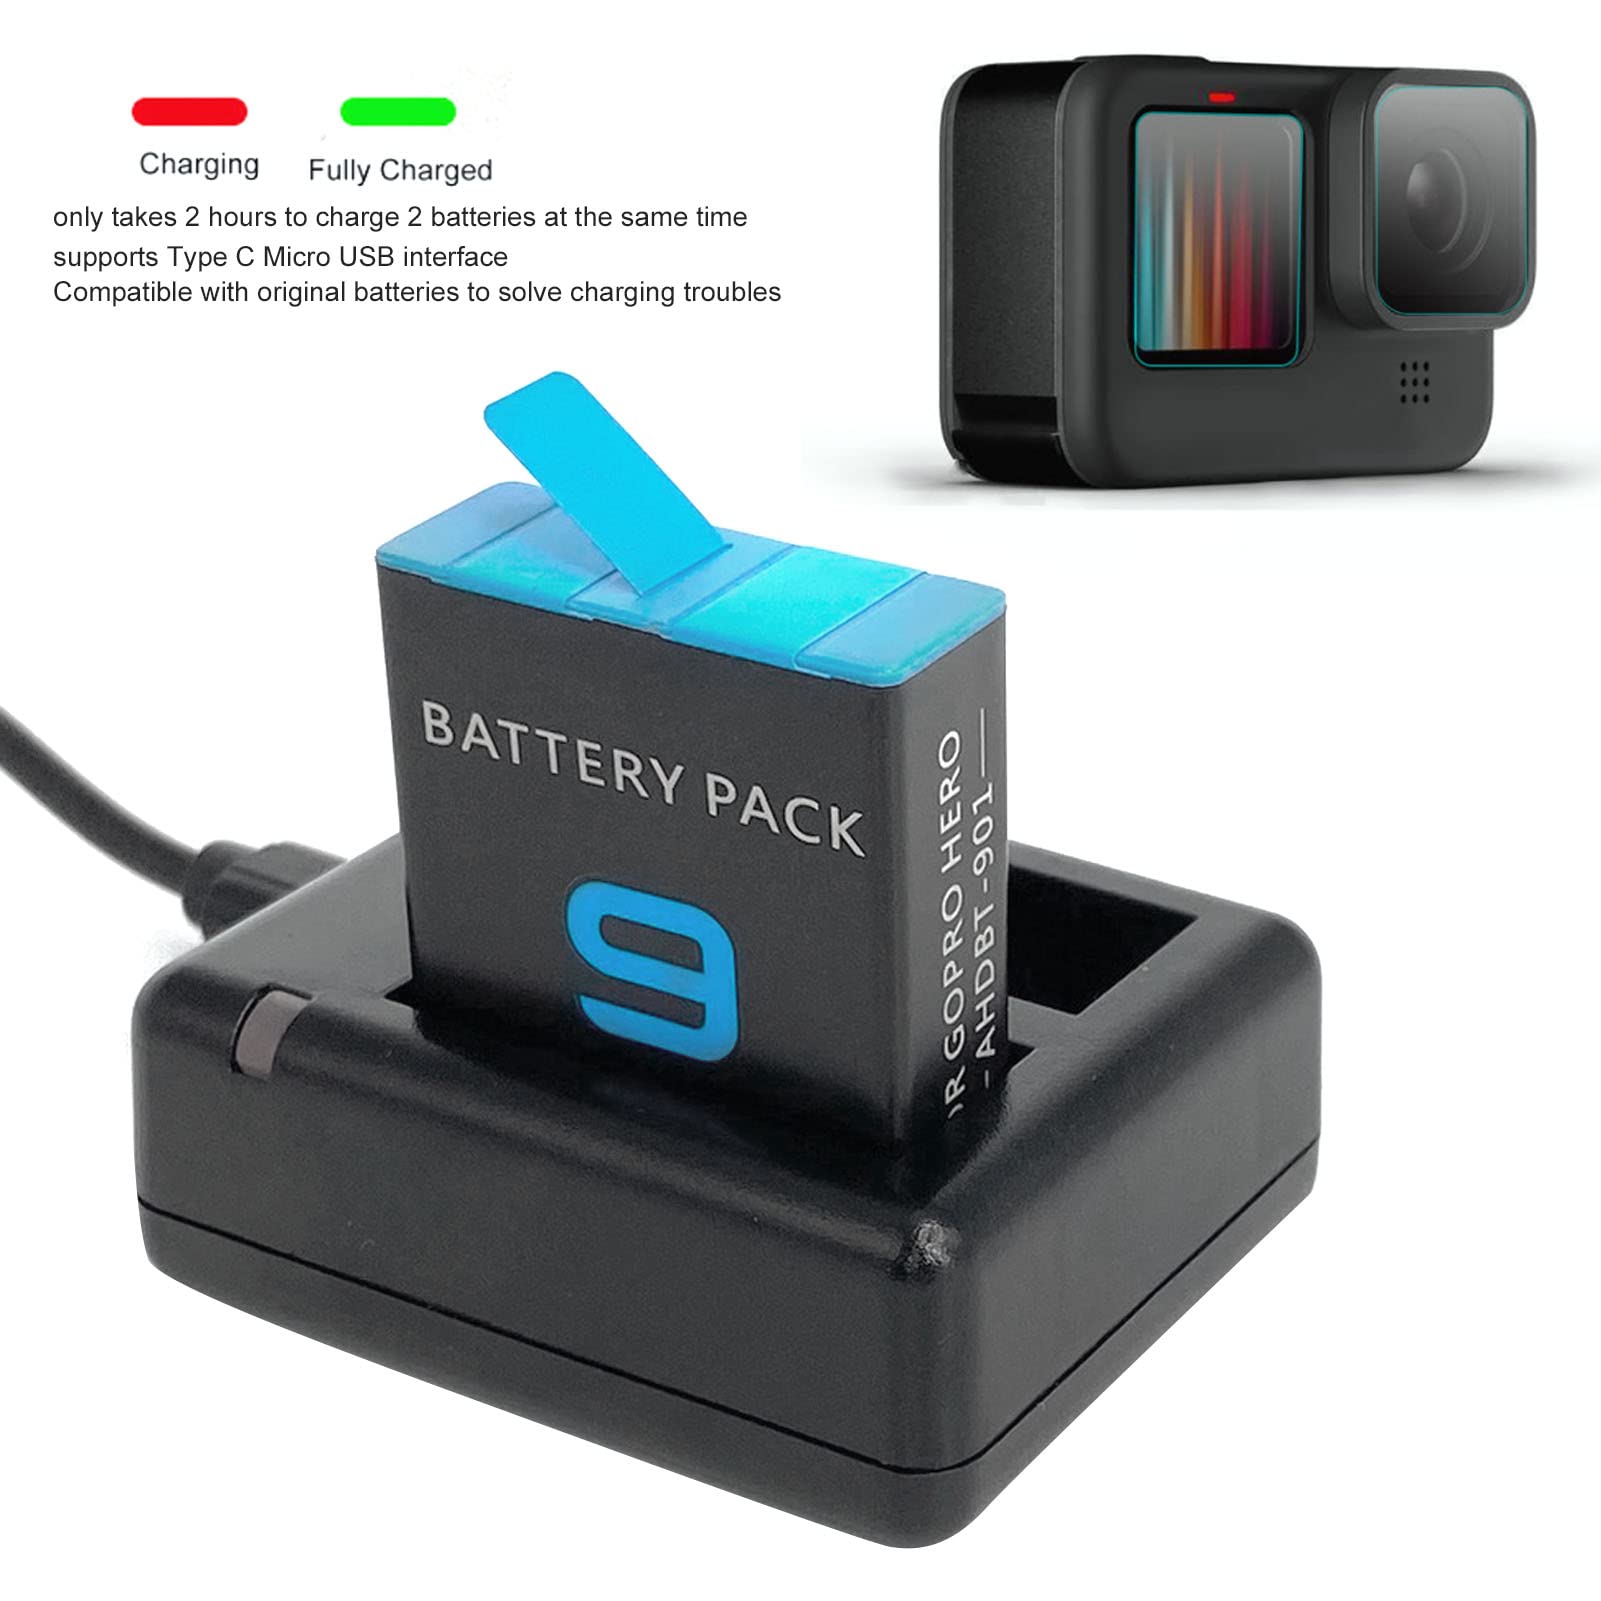 Charging
Fully Charged
only takes 2 hours to charge 2 batteries at the same time
supports Type C Micro USB interface
Compatible with original batteries to solve charging troubles
BATTERY PACK
9
GOPRO HERO
- AHDBT-901 —